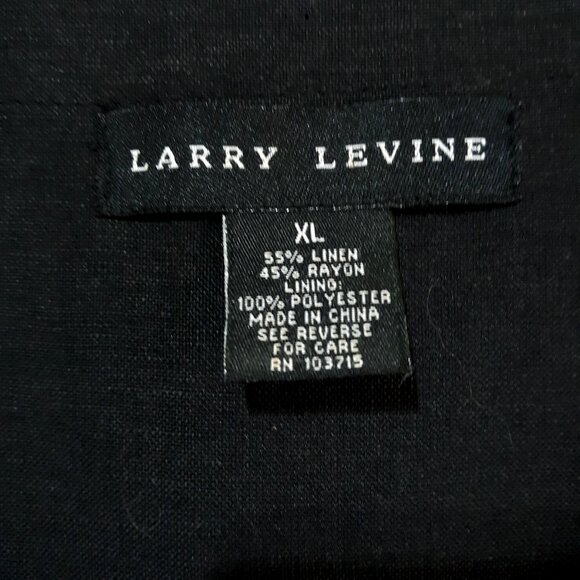 LARRY LEVINE
XL
55% LINEN
45% RAYON
LINING:
100% POLYESTER
MADE IN CHINA
SEE REVERSE
FOR CARE
RN 103715